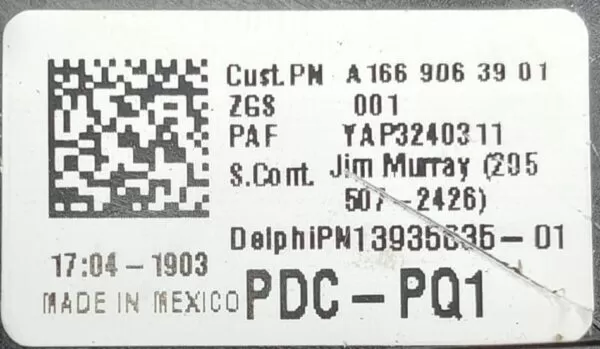 Cust.PN A 166 906 39 01
ZGS 001
PAF YAP3240311
S.Cont. Jim Murray (295
507 -2426)
DelphiPN13935635-01
17:04-1903
MADE IN MEXICO PDC-PQ1